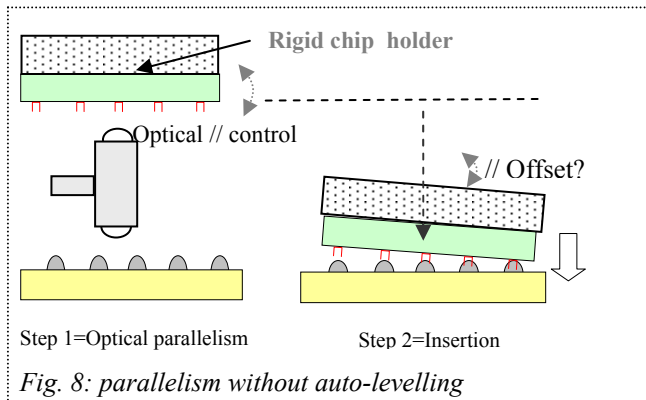 Rigid chip holder
Optical // control
// Offset?
Step 1=Optical parallelism
Step 2=Insertion
Fig. 8: parallelism without auto-levelling